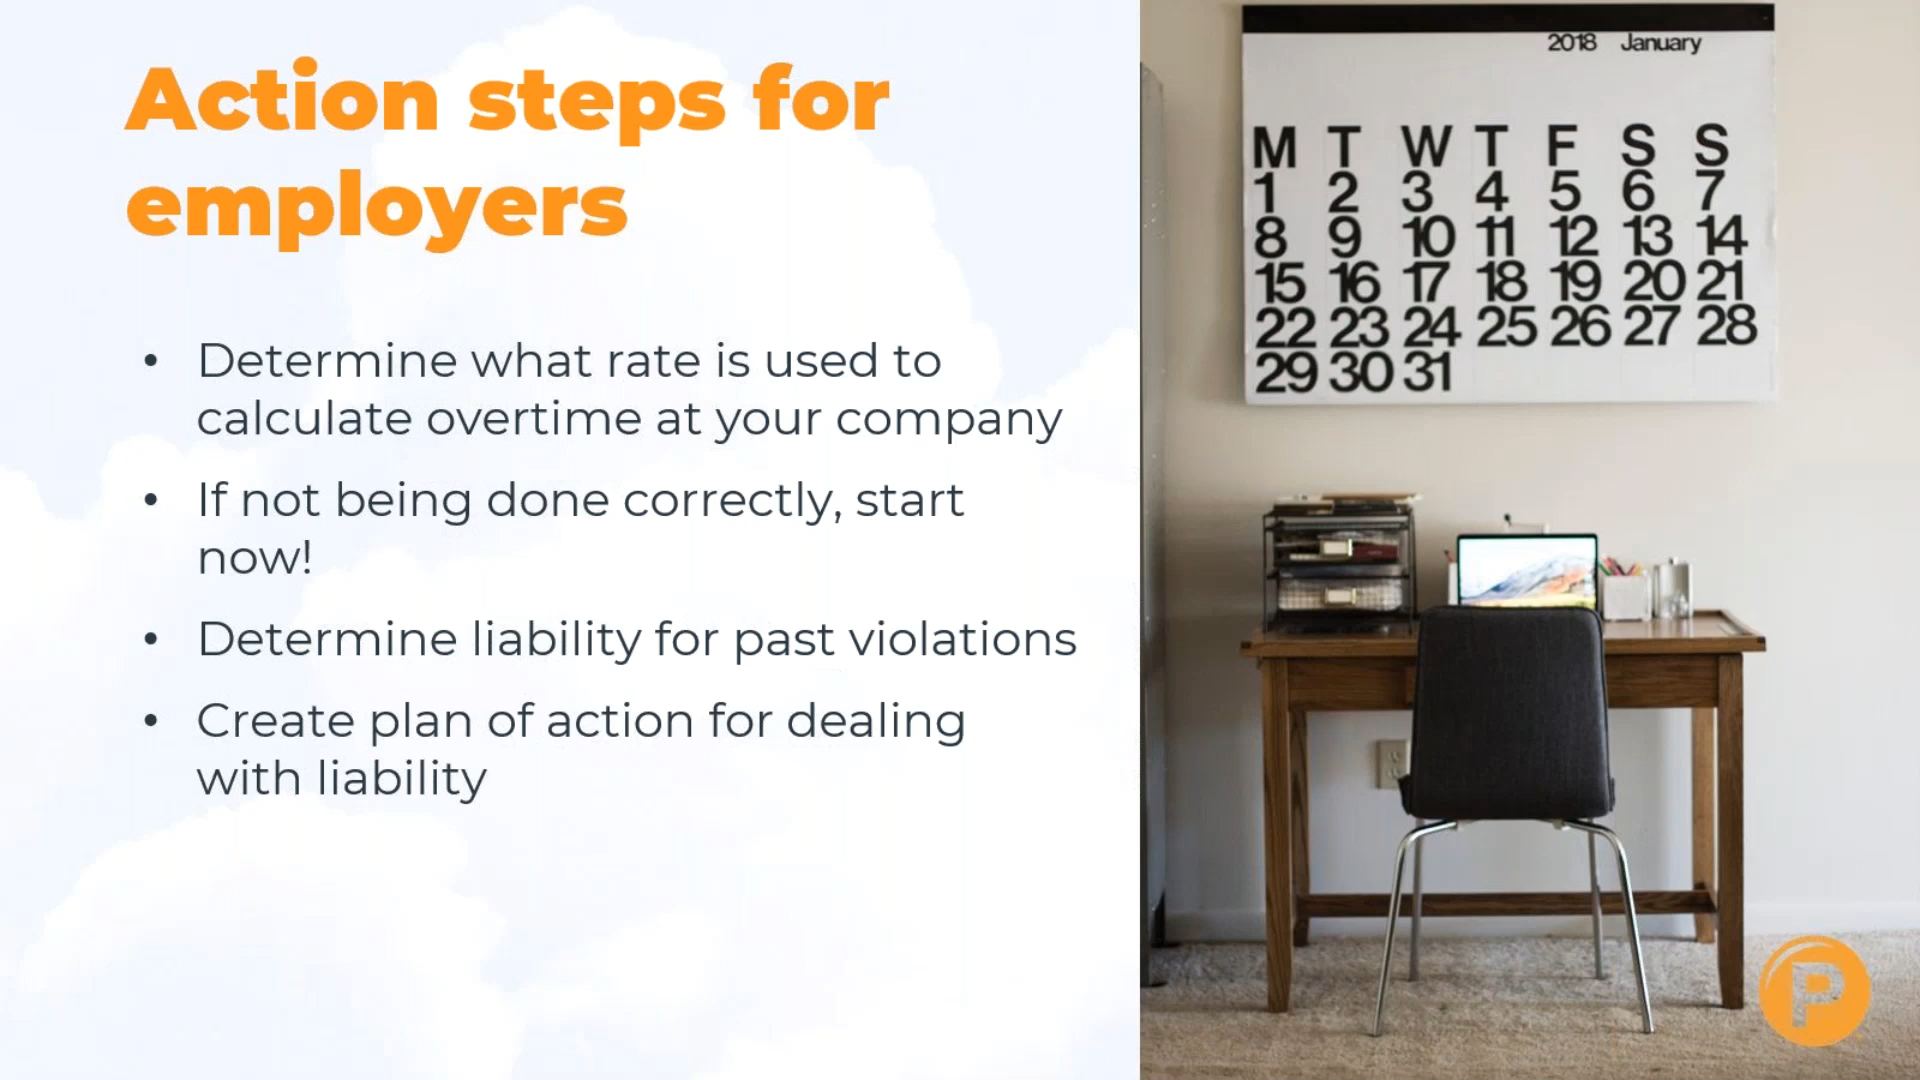 Action steps for
employers
• Determine what rate is used to
calculate overtime at your company
• If not being done correctly, start
now!
• Determine liability for past violations
• Create plan of action for dealing
with liability
2018 January
M T W T F S S
1 2 3 4 5 6 7
8 9 10 11 12 13 14
15 16 17 18 19 20 21
22 23 24 25 26 27 28
29 30 31
P